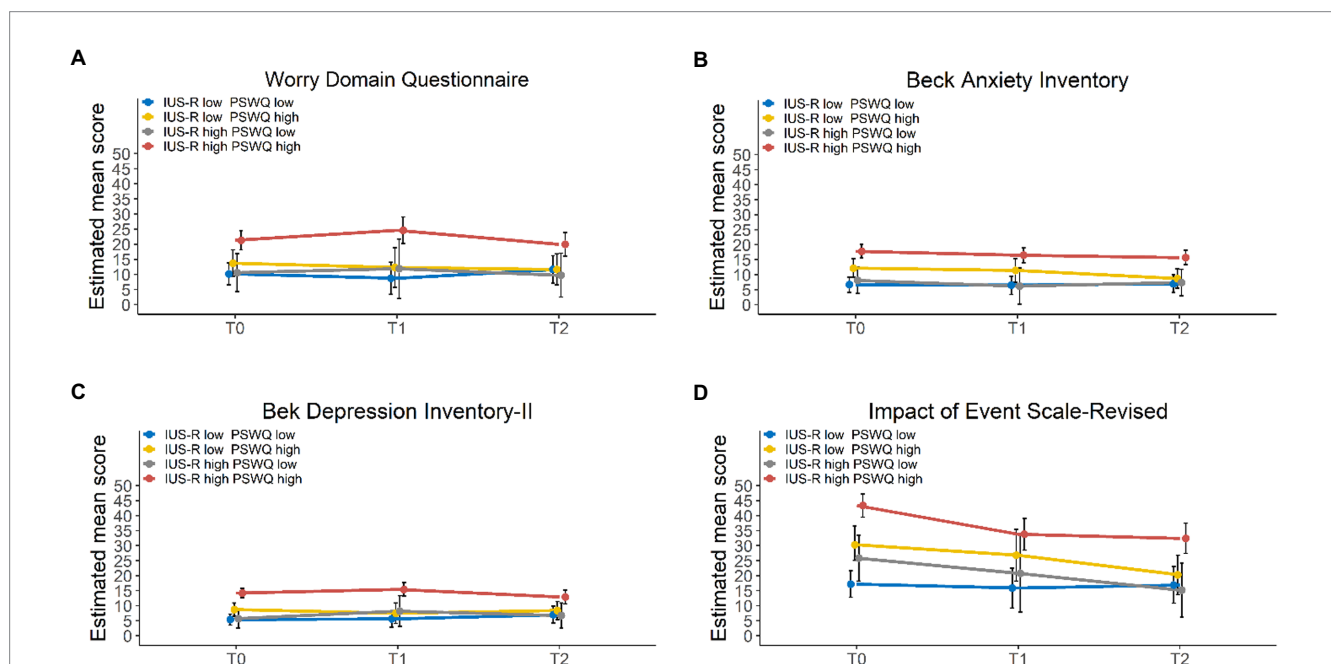 A
Worry Domain Questionnaire
IUS-R low PSWQ low
IUS-R low PSWQ high
IUS-R high PSWQ low
IUS-R high PSWQ high
Estimated mean score
50
45
40
35
30
25
20
15
10
5
0
T0 T1 T2
B
Beck Anxiety Inventory
IUS-R low PSWQ low
IUS-R low PSWQ high
IUS-R high PSWQ low
IUS-R high PSWQ high
Estimated mean score
50
45
40
35
30
25
20
15
10
5
0
T0 T1 T2
C
Bek Depression Inventory-II
IUS-R low PSWQ low
IUS-R low PSWQ high
IUS-R high PSWQ low
IUS-R high PSWQ high
Estimated mean score
50
45
40
35
30
25
20
15
10
5
0
T0 T1 T2
D
Impact of Event Scale-Revised
IUS-R low PSWQ low
IUS-R low PSWQ high
IUS-R high PSWQ low
IUS-R high PSWQ high
Estimated mean score
50
45
40
35
30
25
20
15
10
5
0
T0 T1 T2